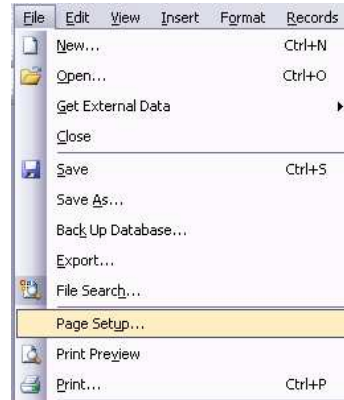 File Edit View Insert Format Records
New... Ctrl+N
Open... Ctrl+O
Get External Data
Close
Save Ctrl+S
Save As...
Back Up Database...
Export...
File Search...
Page Setup...
Print Preview
Print... Ctrl+P